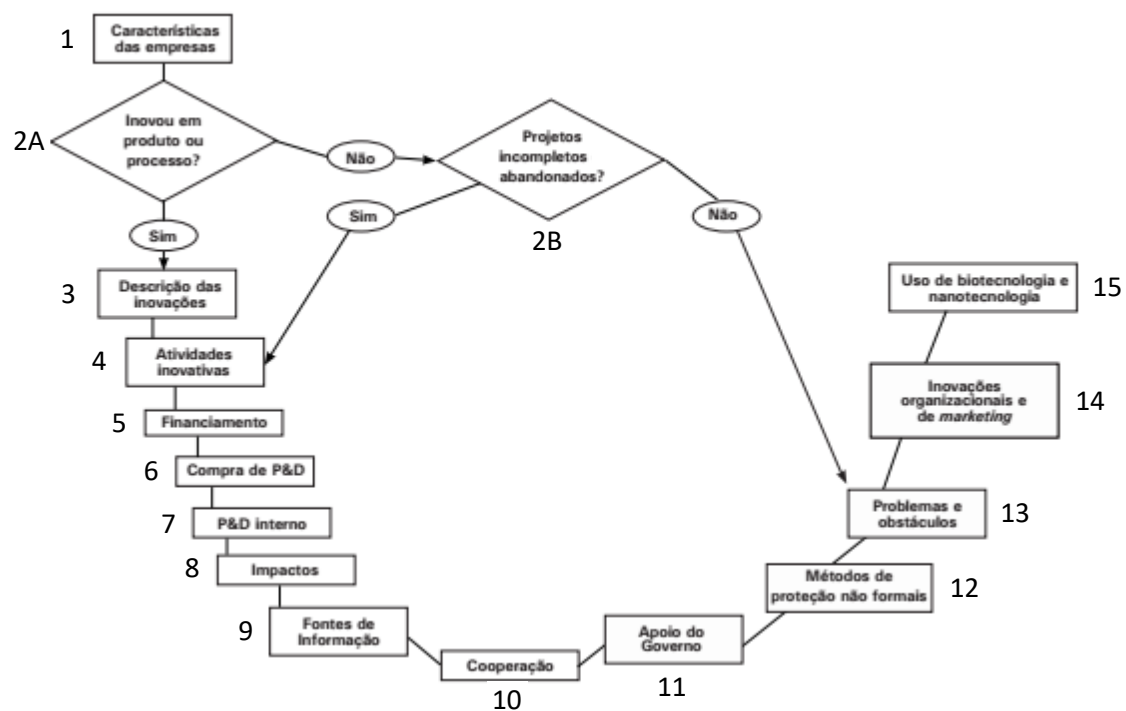 1
Características
das empresas
2A
Inovou em
produto ou
processo?
Não
Projetos
incompletos
abandonados?
2B
Sim
Não
Sim
3
Descrição das
inovações
4
Atividades
inovativas
5
Financiamento
6
Compra de P&D
7
P&D interno
8
Impactos
9
Fontes de
Informação
Cooperação
10
Apoio do
Governo
11
Métodos de
proteção não formais
12
Problemas e
obstáculos
13
Inovações
organizacionais e
de marketing
14
Uso de biotecnologia e
nanotecnologia
15